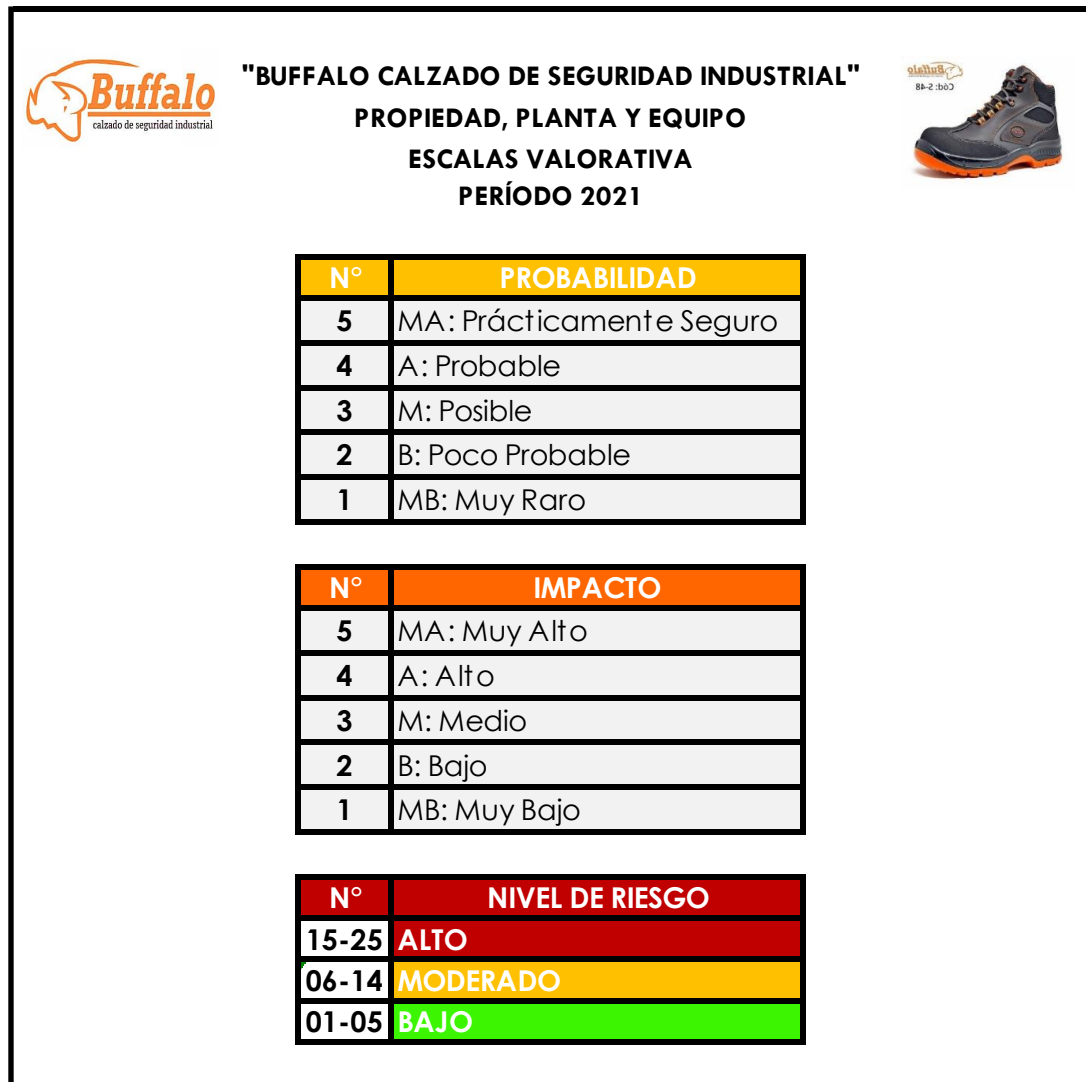 Buffalo
calzado de seguridad industrial
"BUFFALO CALZADO DE SEGURIDAD INDUSTRIAL"
PROPIEDAD, PLANTA Y EQUIPO
ESCALAS VALORATIVA
PERÍODO 2021
Buffalo
Cód: S-48
N° PROBABILIDAD
5 MA: Prácticamente Seguro
4 A: Probable
3 M: Posible
2 B: Poco Probable
1 MB: Muy Raro
N° IMPACTO
5 MA: Muy Alto
4 A: Alto
3 M: Medio
2 B: Bajo
1 MB: Muy Bajo
N° NIVEL DE RIESGO
15-25 ALTO
06-14 MODERADO
01-05 BAJO